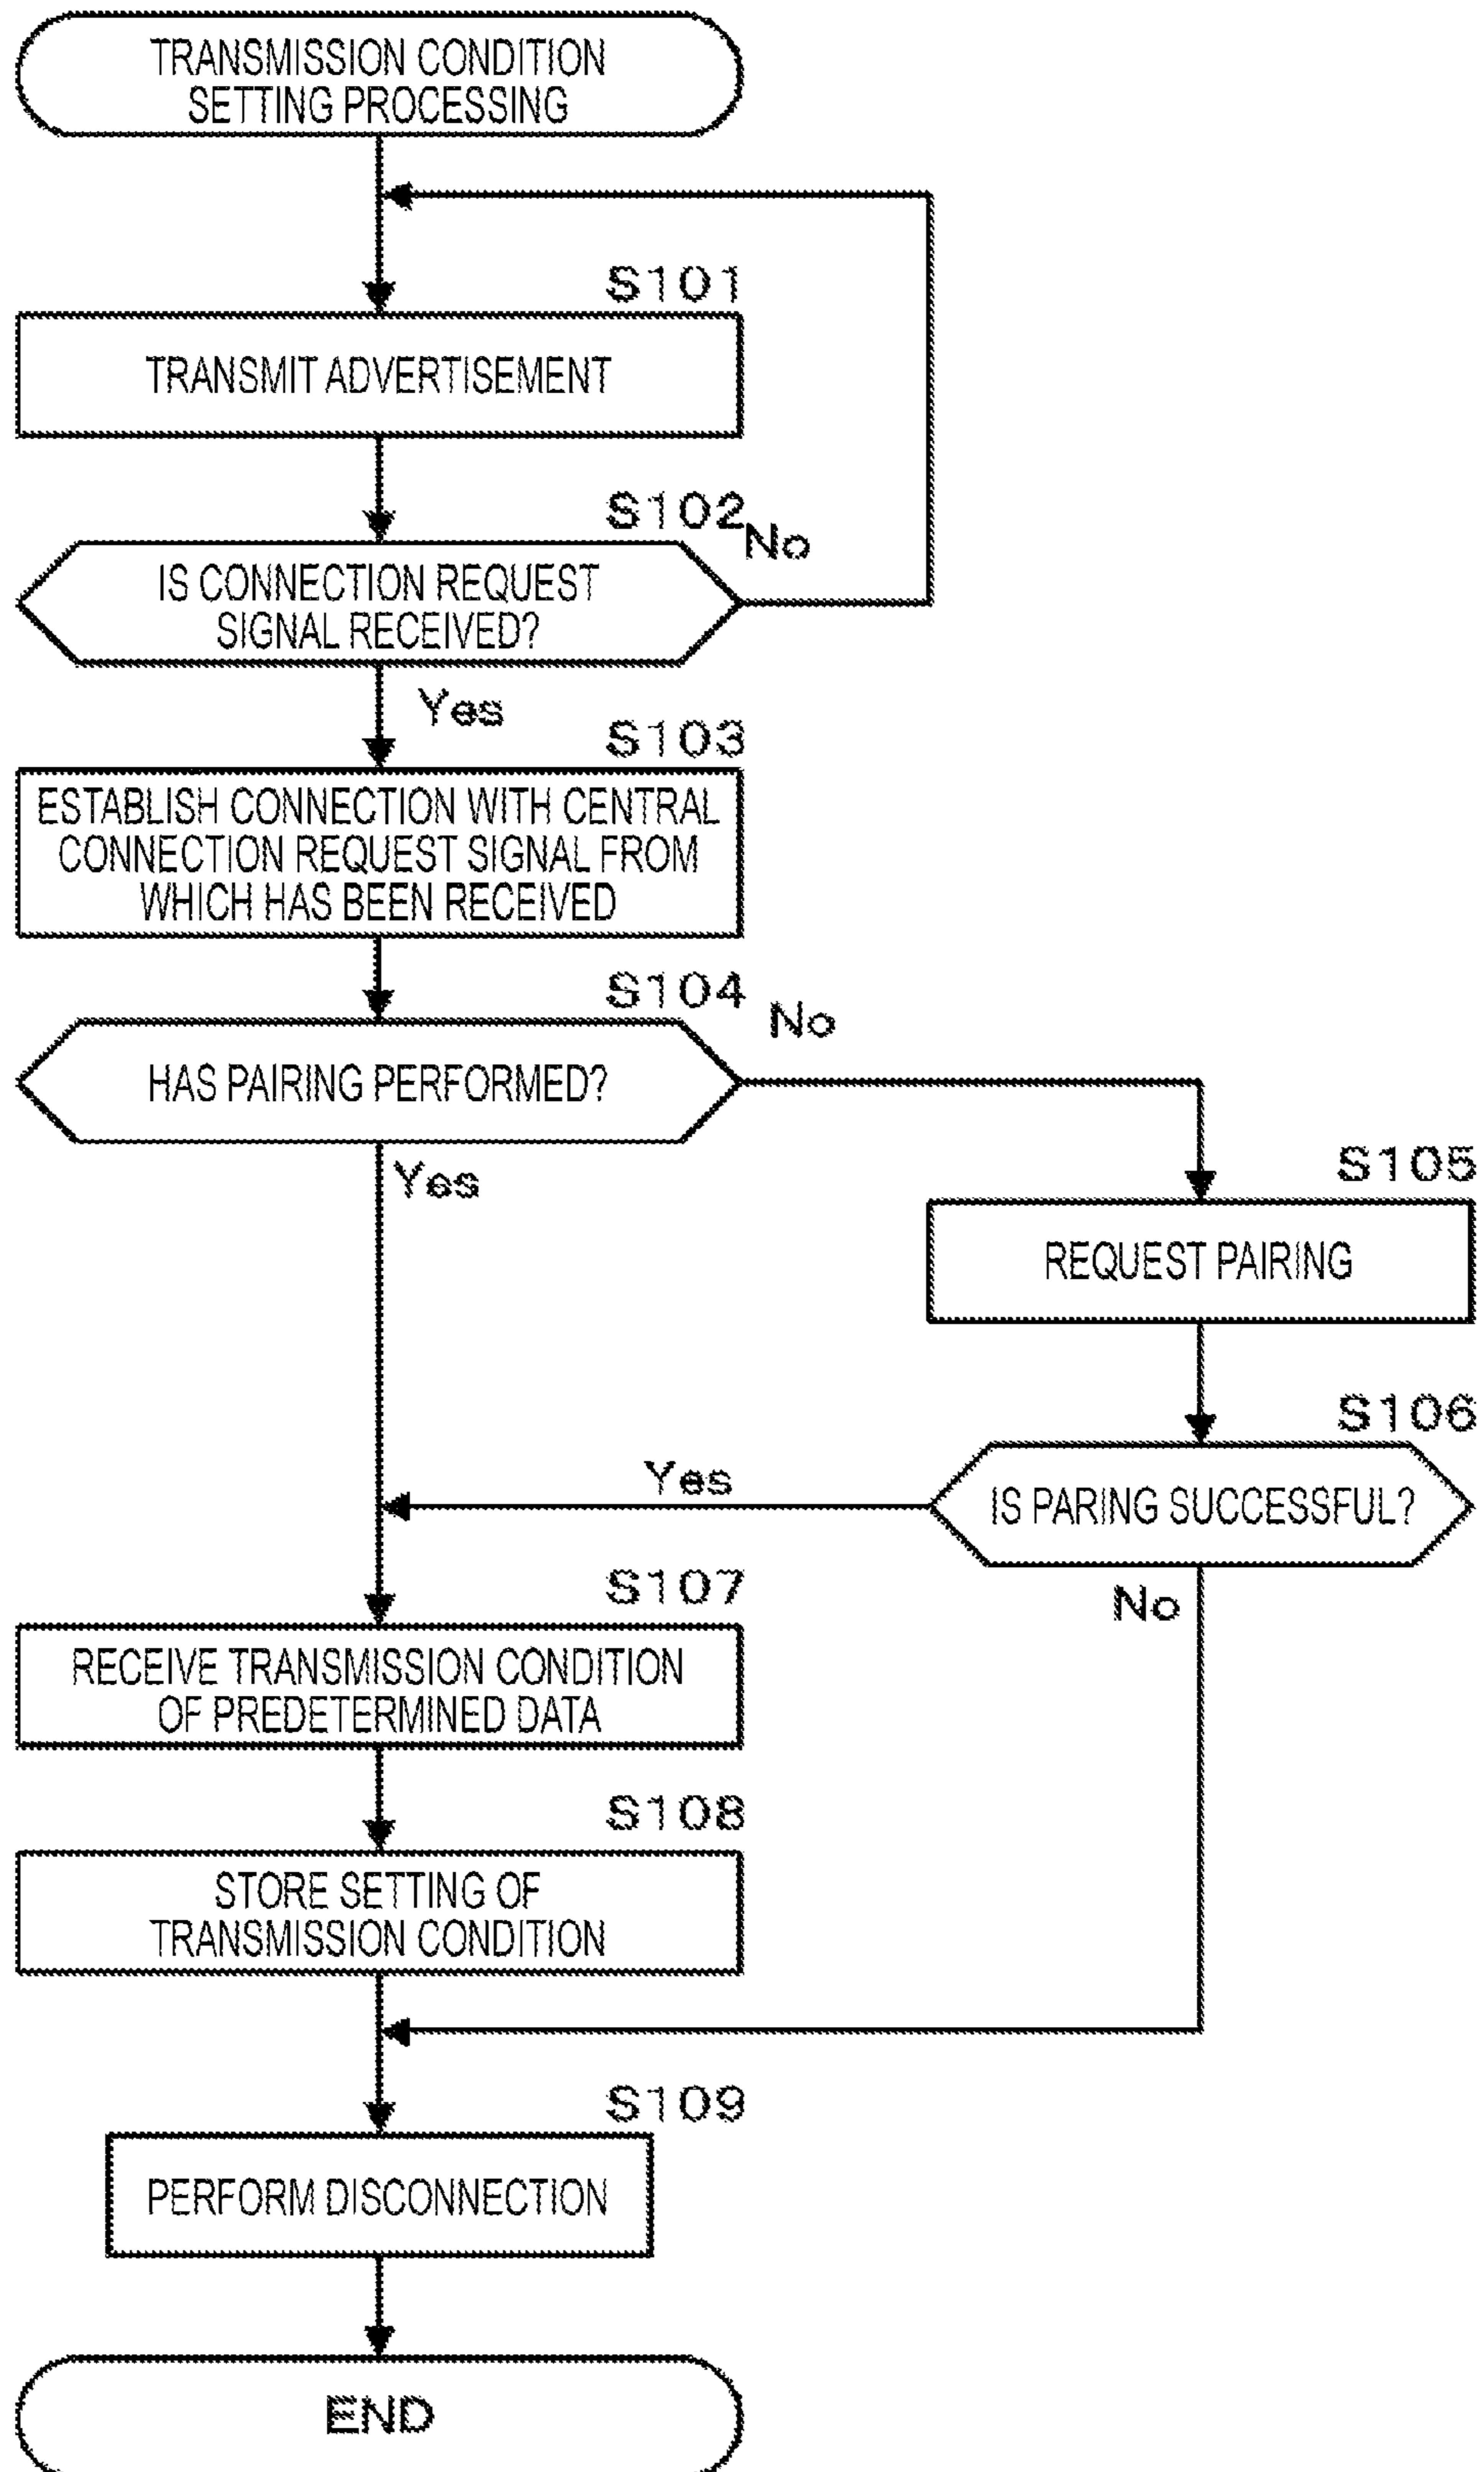 TRANSMISSION CONDITION
SETTING PROCESSING
S101
TRANSMIT ADVERTISEMENT
S102
No
IS CONNECTION REQUEST
SIGNAL RECEIVED?
Yes
S103
ESTABLISH CONNECTION WITH CENTRAL
CONNECTION REQUEST SIGNAL FROM
WHICH HAS BEEN RECEIVED
S104
No
HAS PAIRING PERFORMED?
Yes
S105
REQUEST PAIRING
S106
Yes
IS PARING SUCCESSFUL?
No
S107
RECEIVE TRANSMISSION CONDITION
OF PREDETERMINED DATA
S108
STORE SETTING OF
TRANSMISSION CONDITION
S109
PERFORM DISCONNECTION
END